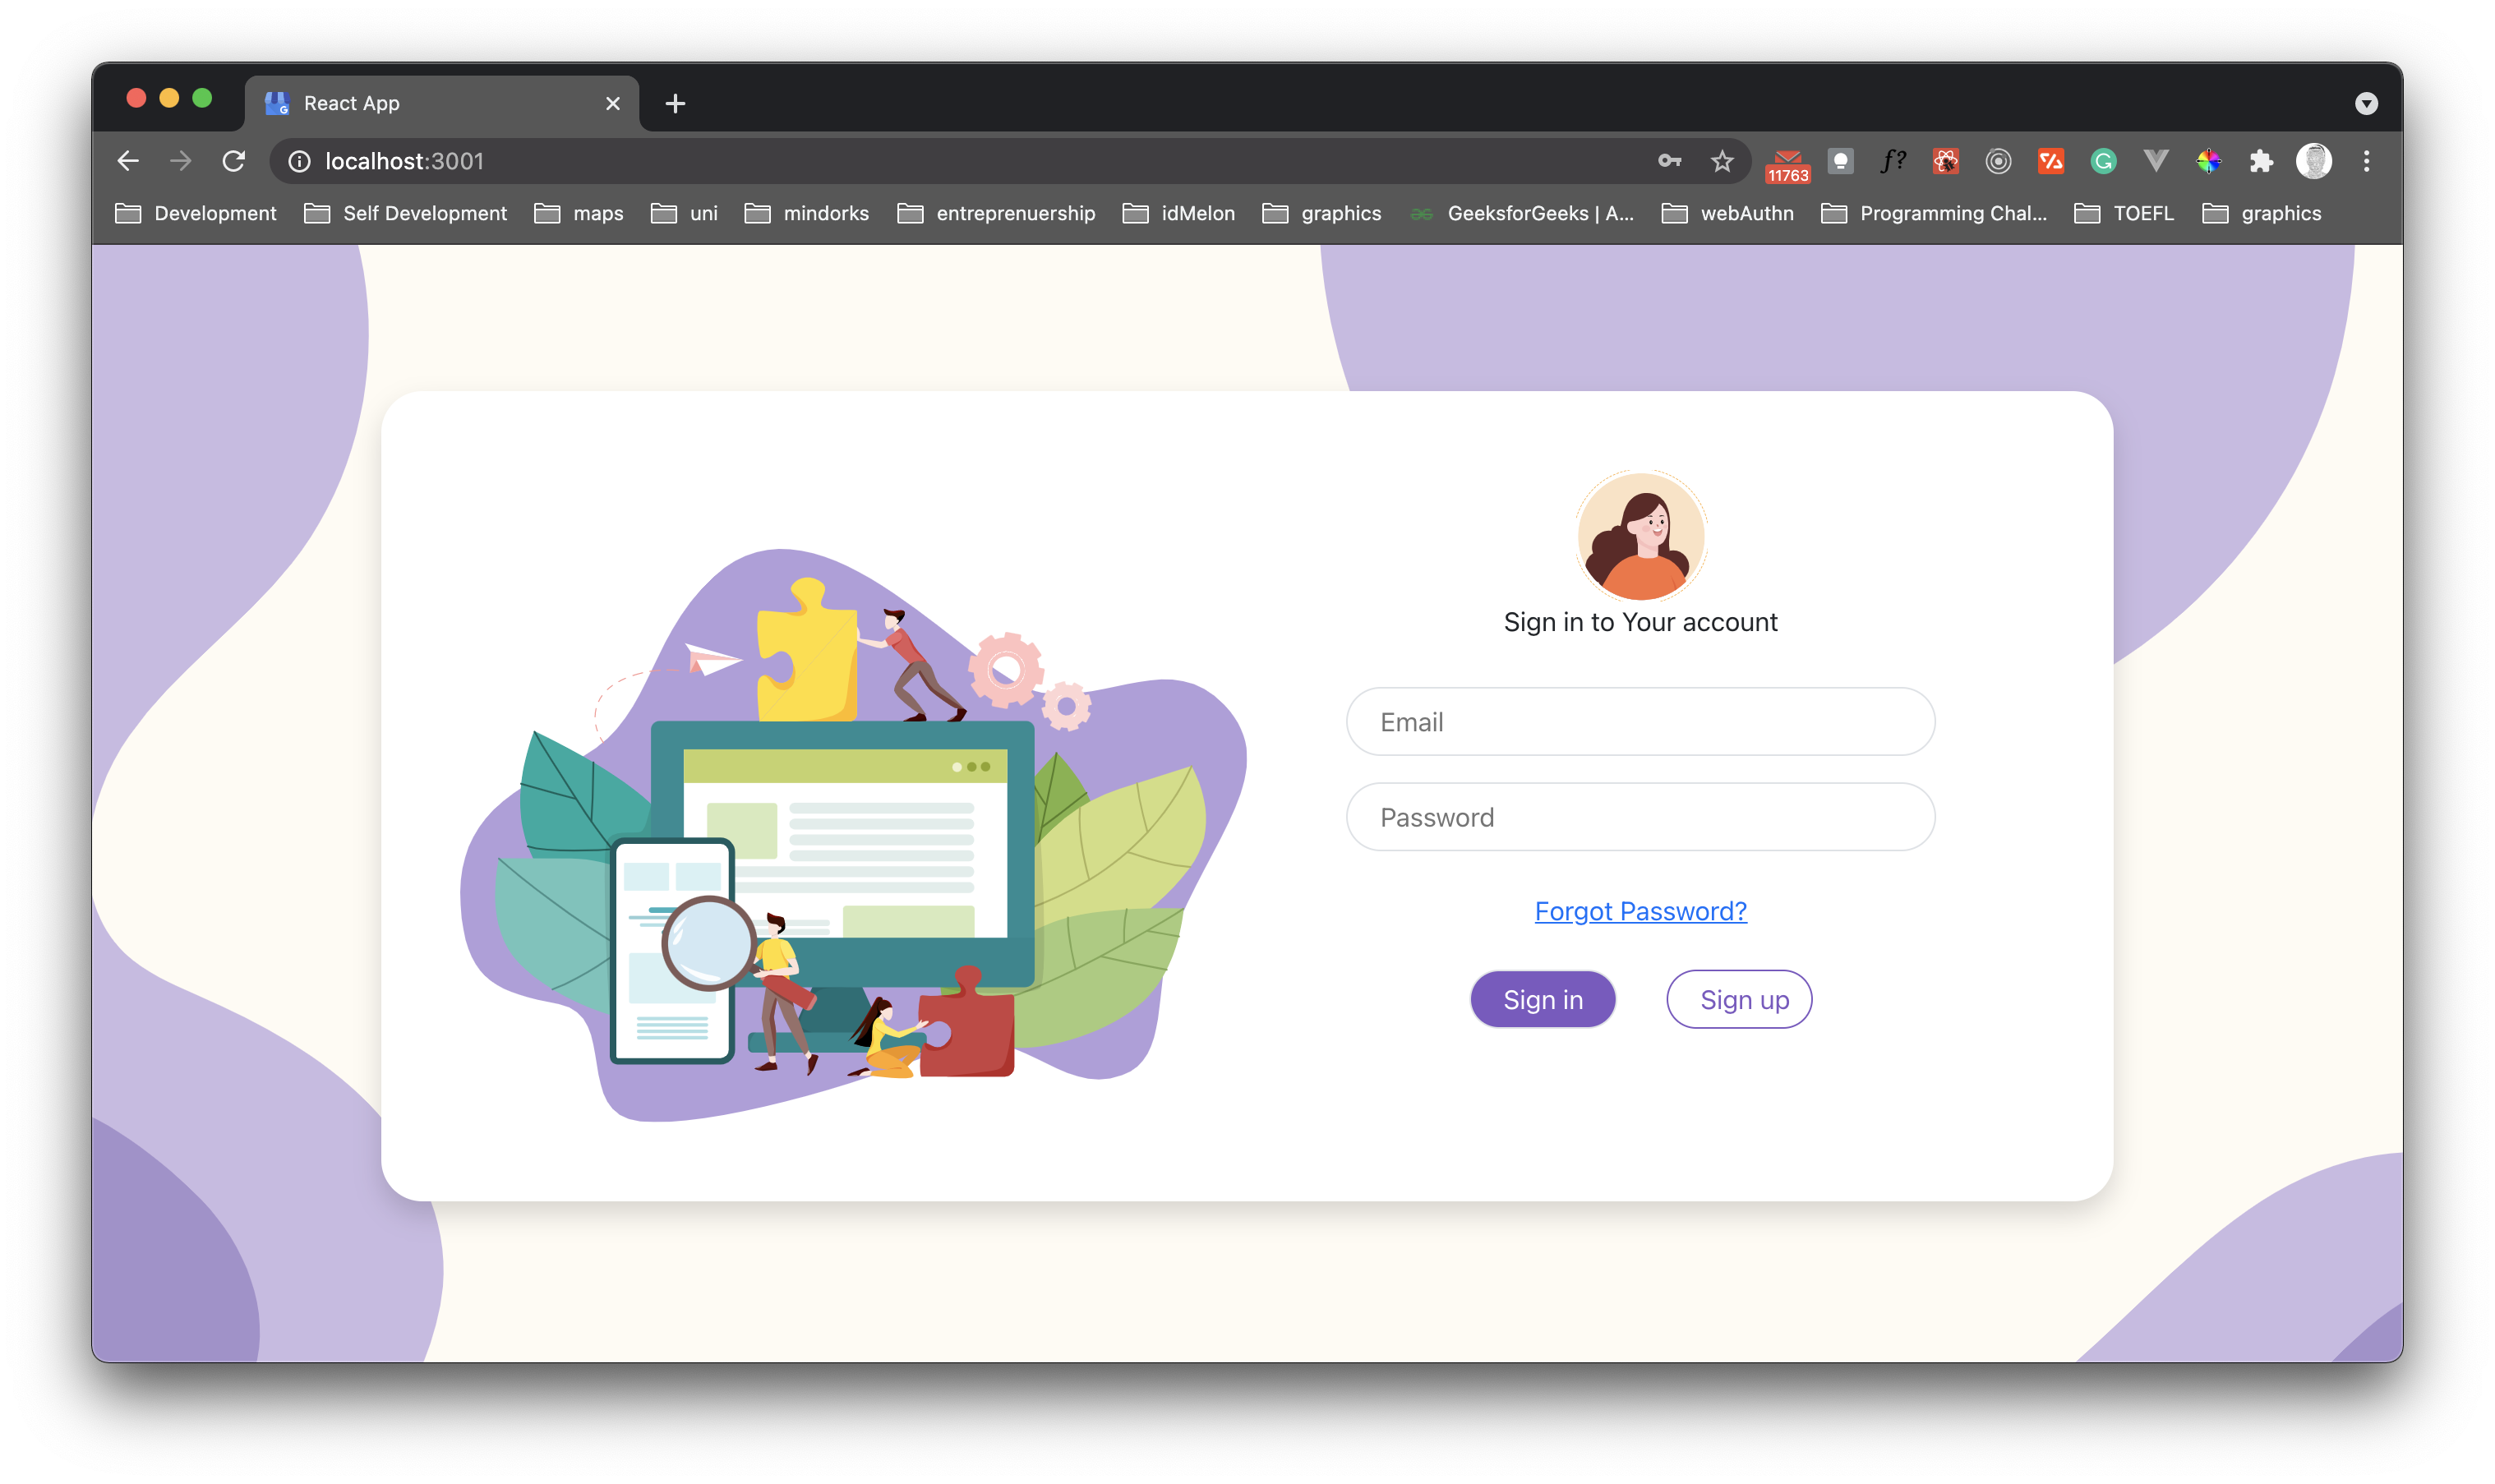 React App
localhost:3001
11763
f?
Development Self Development maps uni mindorks entreprenuership idMelon graphics GeeksforGeeks | A... webAuthn Programming Chal... TOEFL graphics
Sign in to Your account
Email
Password
Forgot Password?
Sign in Sign up